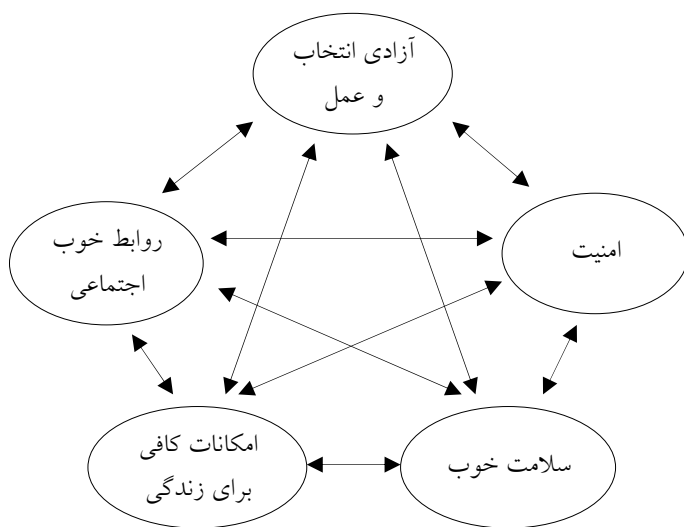 آزادی انتخاب
و عمل
امنیت
روابط خوب
اجتماعی
سلامت خوب
امکانات کافی
برای زندگی